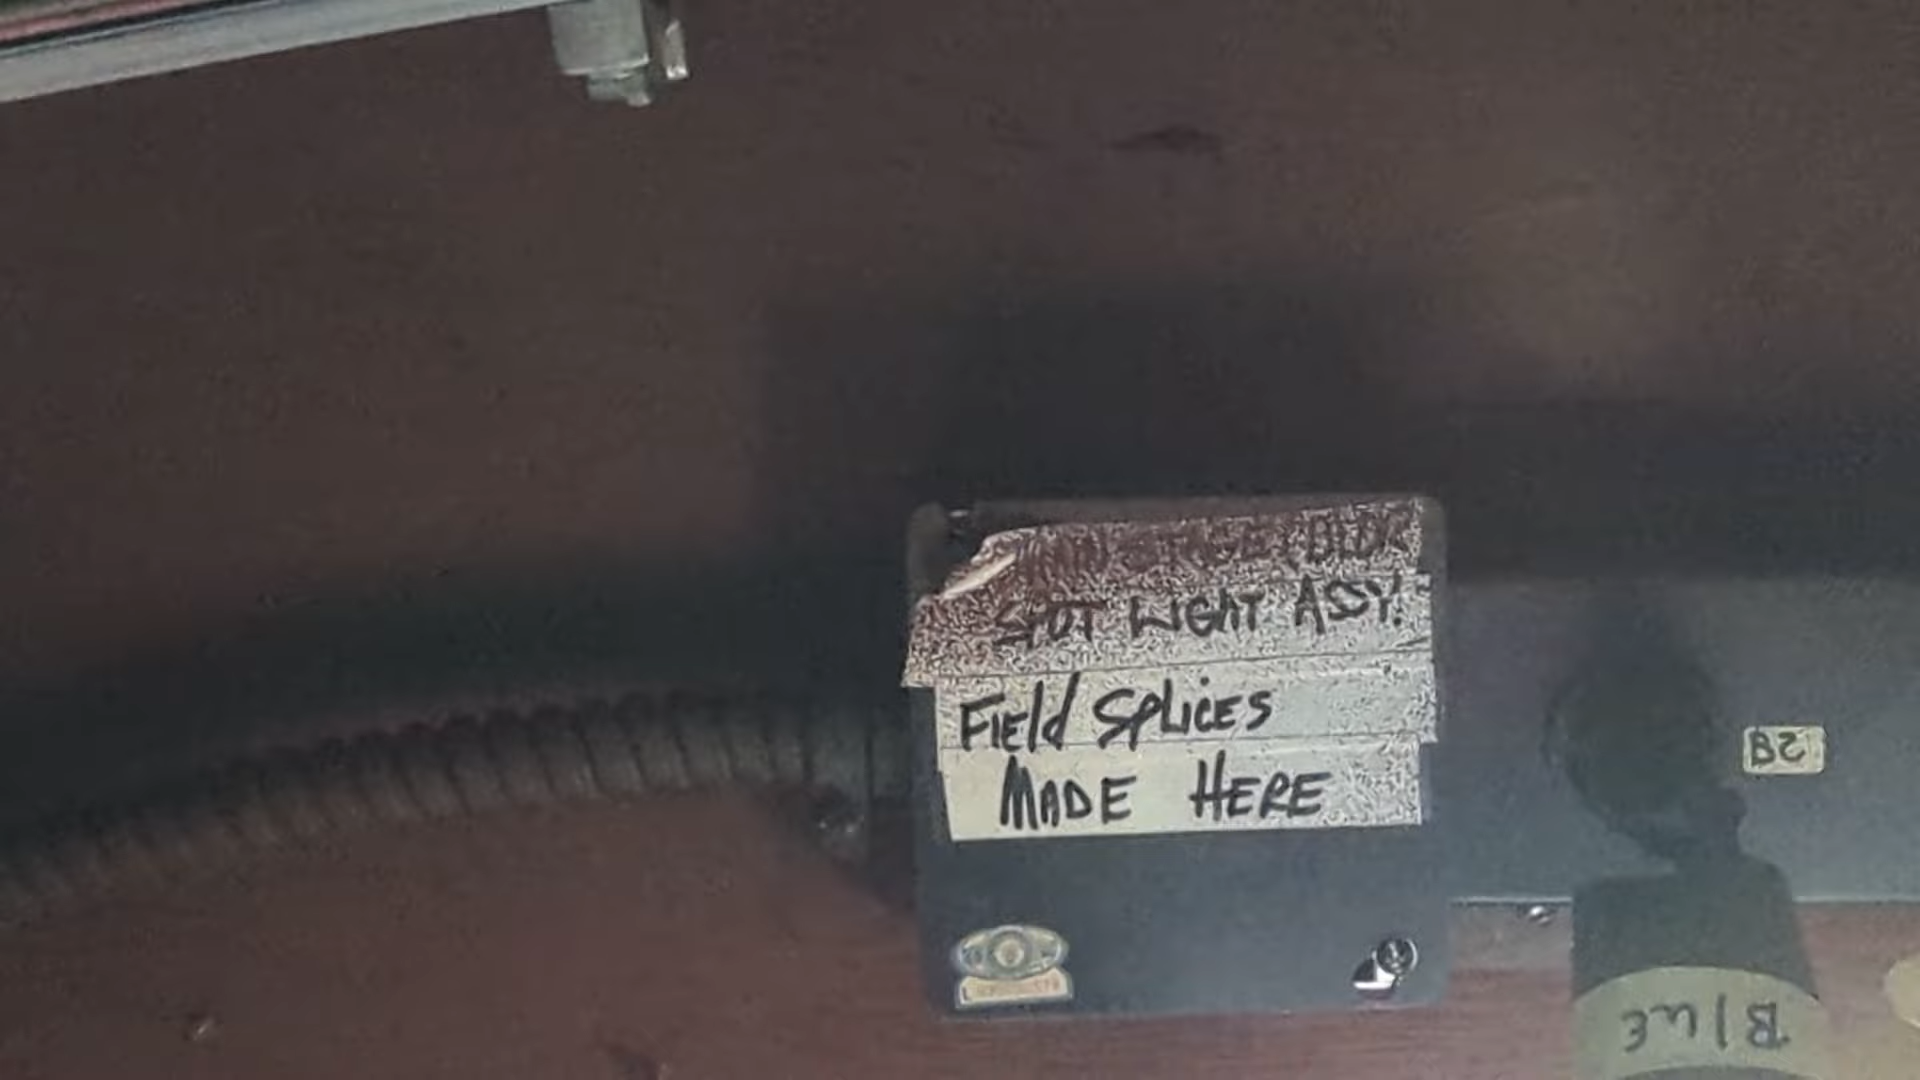 SPOT LIGHT ASSY!
Field Splices
MADE HERE
B2
Blue